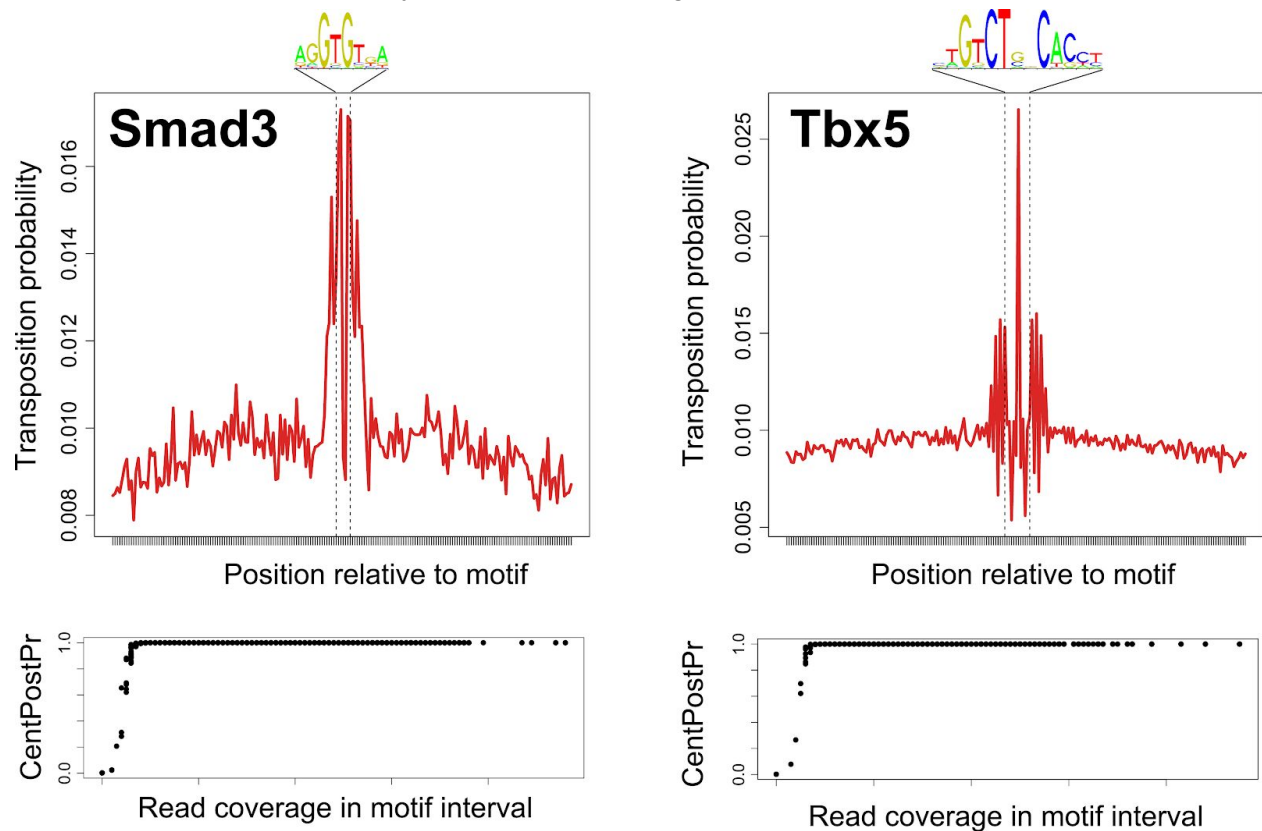 AGGTGTGA
TGTCTG_CACCT
Smad3
Tbx5
Transposition probability
0.016
0.014
0.012
0.010
0.008
Position relative to motif
Transposition probability
0.025
0.020
0.015
0.010
0.005
Position relative to motif
CentPostPr
1.0
0.0
Read coverage in motif interval
CentPostPr
1.0
0.0
Read coverage in motif interval